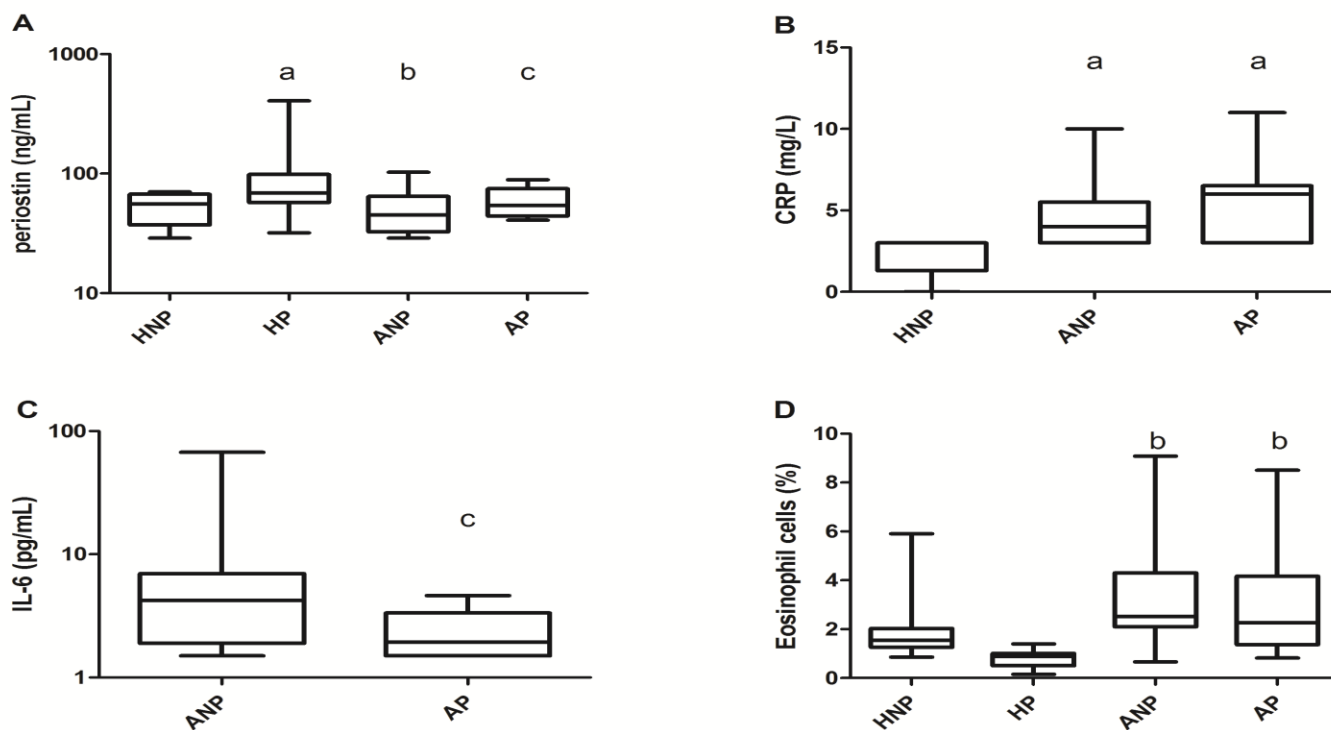 A
periostin (ng/mL)
1000
100
10
a
b
c
HNP
HP
ANP
AP
B
CRP (mg/L)
15
10
5
0
a
a
HNP
ANP
AP
C
IL-6 (pg/mL)
100
10
1
c
ANP
AP
D
Eosinophil cells (%)
10
8
6
4
2
0
b
b
HNP
HP
ANP
AP